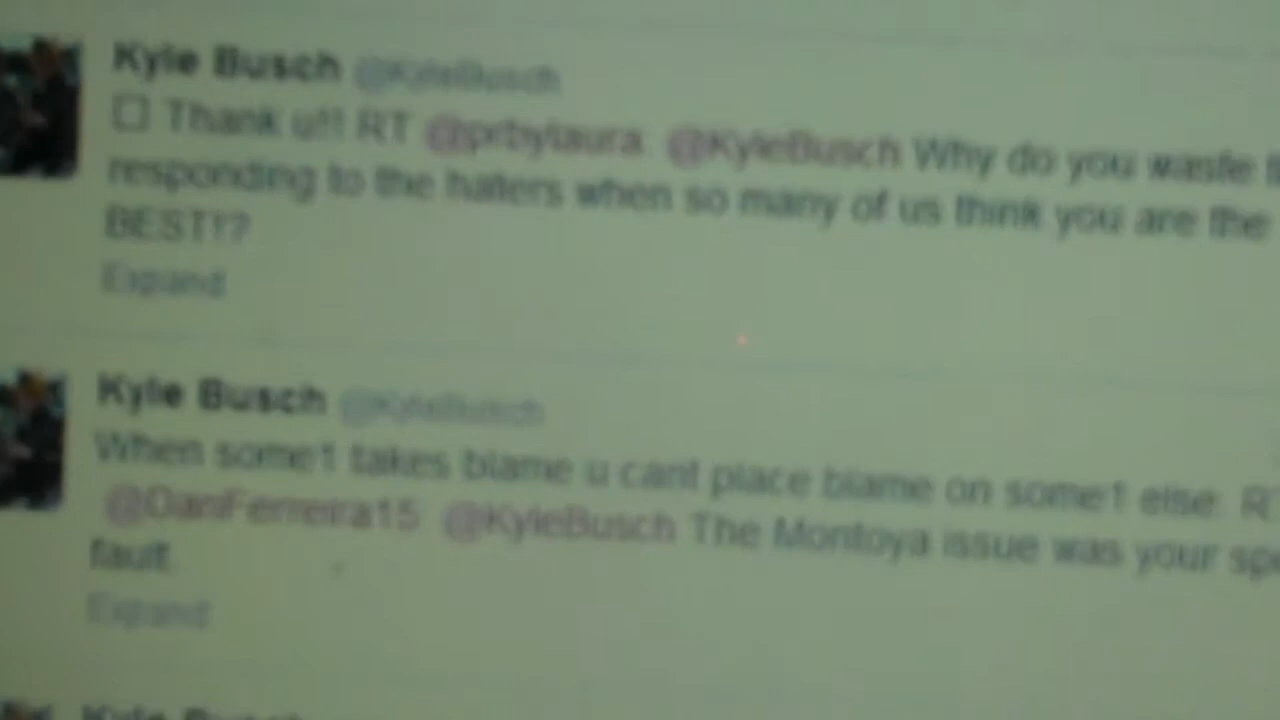 Kyle Busch @KyleBusch
Thank u!! RT @prbylaura: @KyleBusch Why do you waste
responding to the haters when so many of us think you are the
BEST!?
Expand
Kyle Busch @KyleBusch
When some1 takes blame u cant place blame on some1 else. RT
@DanFerreira15: @KyleBusch The Montoya issue was your
fault.
Expand
Kyle Busch